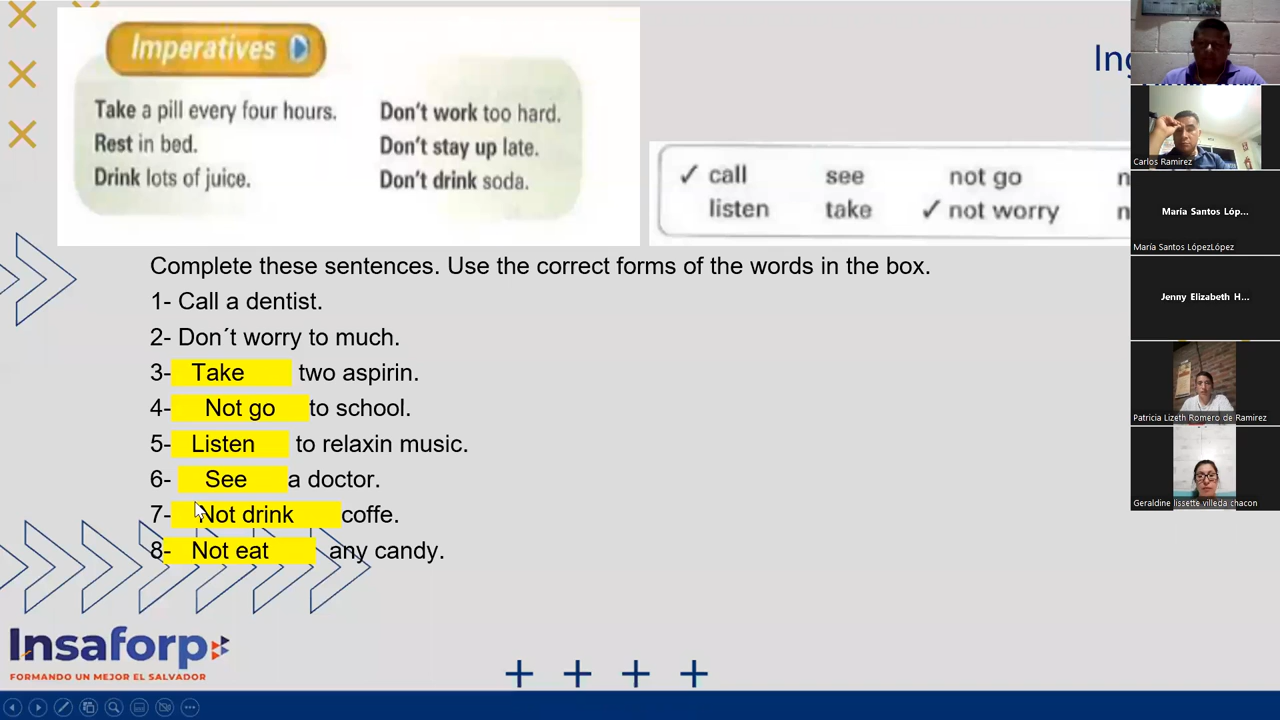 Imperatives
Take a pill every four hours.
Rest in bed.
Drink lots of juice.
Don't work too hard.
Don't stay up late.
Don't drink soda.
✓ call see not go
listen take ✓ not worry
Complete these sentences. Use the correct forms of the words in the box.
1- Call a dentist.
2- Don´t worry to much.
3- Take two aspirin.
4- Not go to school.
5- Listen to relaxin music.
6- See a doctor.
7- Not drink coffe.
8- Not eat any candy.
Insaforp
FORMANDO UN MEJOR EL SALVADOR
Carlos Ramirez
María Santos Lóp...
María Santos LópezLópez
Jenny Elizabeth H...
Patricia Lizeth Romero de Ramirez
Geraldine lissette villeda chacon